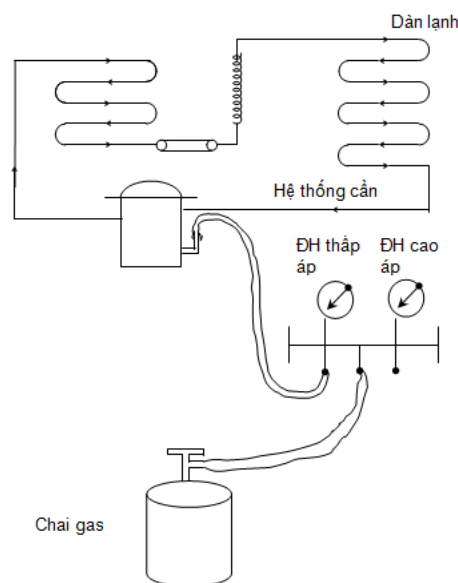 Dàn lạnh
Hệ thống cần
ĐH thấp
áp
ĐH cao
áp
Chai gas